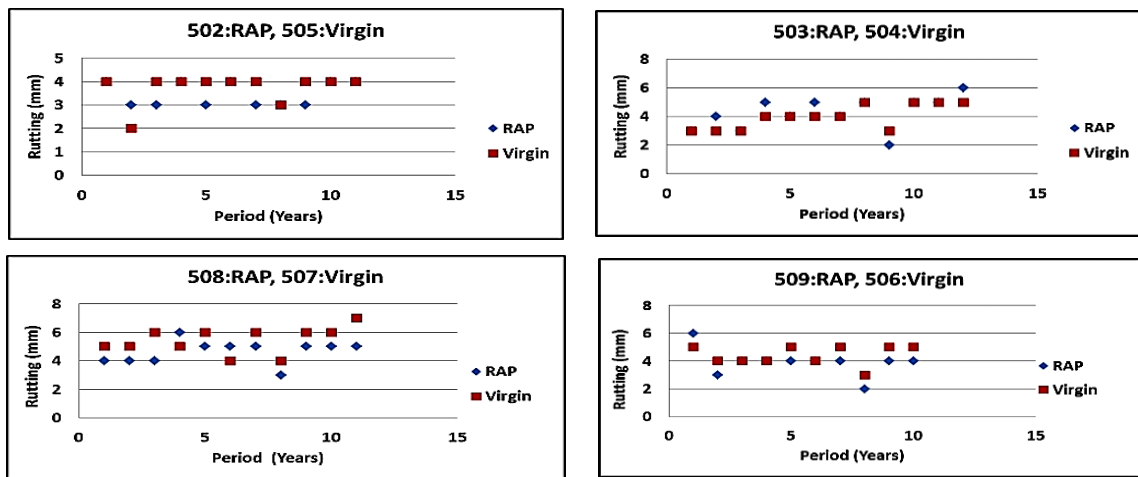 502:RAP, 505:Virgin
5
4
3
2
1
0
Rutting (mm)
0 5 10 15
Period (Years)
RAP
Virgin
503:RAP, 504:Virgin
8
6
4
2
0
Rutting (mm)
0 5 10 15
Period (Years)
RAP
Virgin
508:RAP, 507:Virgin
8
6
4
2
0
Rutting (mm)
0 5 10 15
Period (Years)
RAP
Virgin
509:RAP, 506:Virgin
8
6
4
2
0
Rutting (mm)
0 5 10 15
Period (Years)
RAP
Virgin